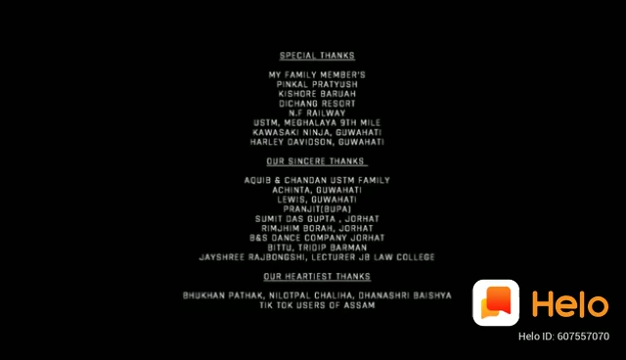 SPECIAL THANKS
MY FAMILY MEMBER'S
PINKAL PRATYUSH
KISHORE BARUAH
DICHANG RESORT
N.F RAILWAY
USTM, MEGHALAYA 9TH MILE
KAWASAKI NINJA, GUWAHATI
HARLEY DAVIDSON, GUWAHATI
OUR SINCERE THANKS
AQUIB & CHANDAN USTM FAMILY
ACHINTA, GUWAHATI
LEWIS, GUWAHATI
PRANJIT(BUPA)
SUMIT DAS GUPTA , JORHAT
RIMJHIM BORAH, JORHAT
B&S DANCE COMPANY JORHAT
BITTU, TRIDIP BARMAN
JAYSHREE RAJBONGSHI, LECTURER JB LAW COLLEGE
OUR HEARTIEST THANKS
BHUKHAN PATHAK, NILOTPAL CHALIHA, DHANASHRI BAISHYA
TIK TOK USERS OF ASSAM
Helo
Helo ID: 607557070